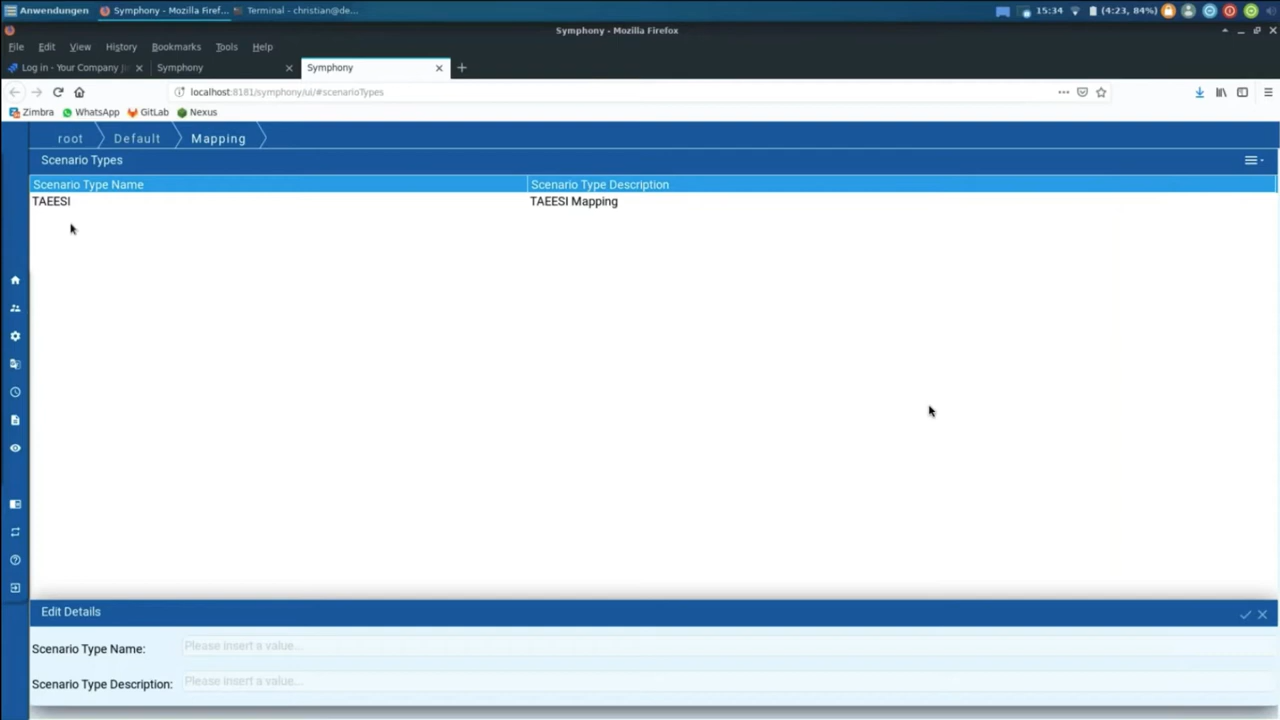 Anwendungen Symphony - Mozilla Firef... Terminal - christian@de... 15:34 (4:23, 84%)
Symphony - Mozilla Firefox
File Edit View History Bookmarks Tools Help
Log in - Your Company Symphony Symphony
localhost:8181/symphony/ui/#scenarioTypes
Zimbra WhatsApp GitLab Nexus
root Default Mapping
Scenario Types
Scenario Type Name Scenario Type Description
TAEESI TAEESI Mapping
Edit Details
Scenario Type Name: Please insert a value...
Scenario Type Description: Please insert a value...